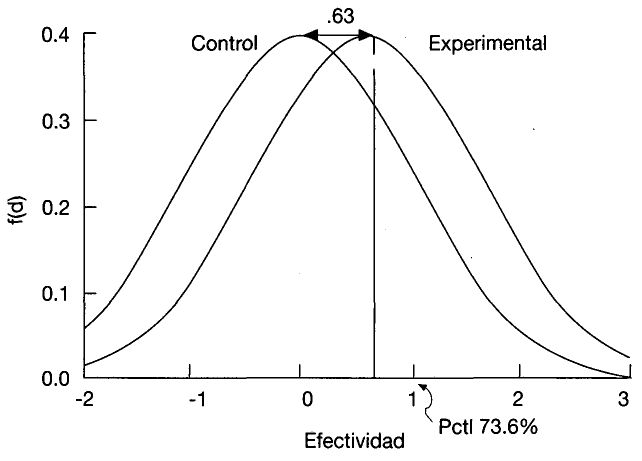 .63
Control
Experimental
0.4
0.3
0.2
0.1
0.0
f(d)
-2 -1 0 1 2 3
Pctl 73.6%
Efectividad